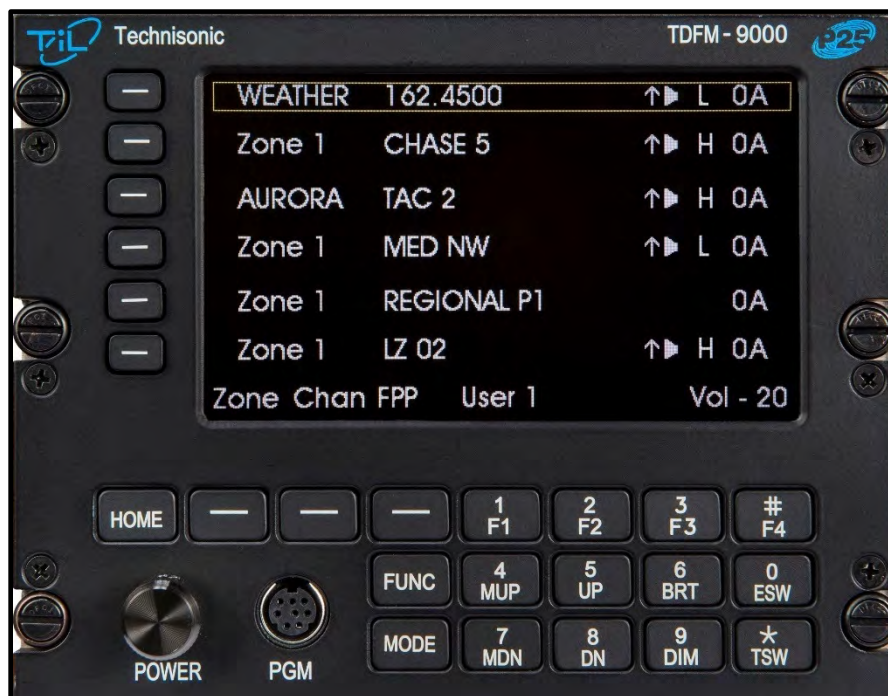 TiL Technisonic TDFM - 9000 P25
WEATHER 162.4500 ↑ L 0A
Zone 1 CHASE 5 ↑ H 0A
AURORA TAC 2 ↑ H 0A
Zone 1 MED NW ↑ L 0A
Zone 1 REGIONAL P1 0A
Zone 1 LZ 02 ↑ H 0A
Zone Chan FPP User 1 Vol - 20
HOME 1 2 3 #
F1 F2 F3 F4
FUNC 4 5 6 0
MUP UP BRT ESW
MODE 7 8 9 *
MDN DN DIM TSW
POWER PGM